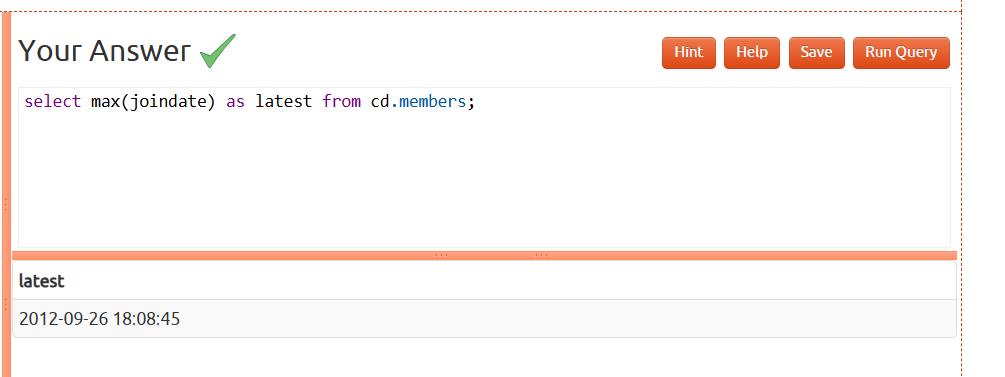 Your Answer
Hint Help Save Run Query
select max(joindate) as latest from cd.members;
latest
2012-09-26 18:08:45